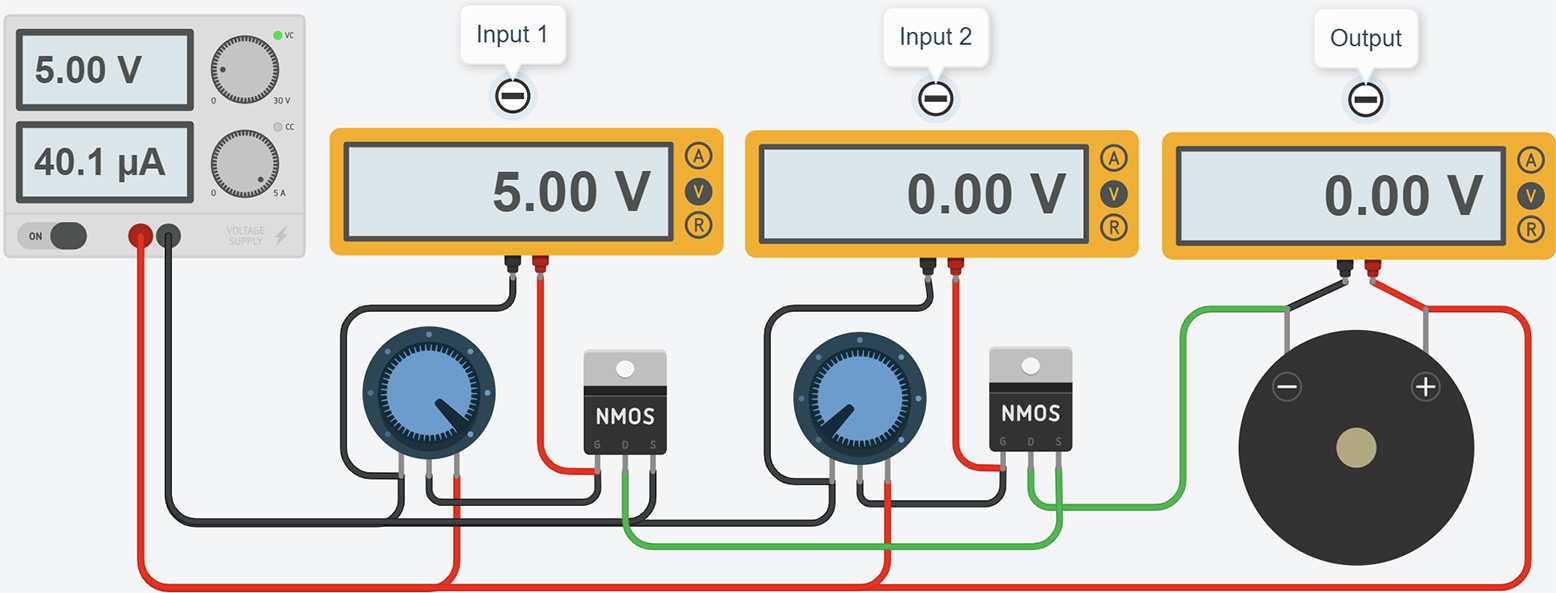 Input 1
Input 2
Output
5.00 V
VC
0
30 V
40.1 µA
CC
0
5 A
ON
VOLTAGE
SUPPLY
5.00 V
A
V
R
0.00 V
A
V
R
0.00 V
A
V
R
NMOS
G D S
NMOS
G D S